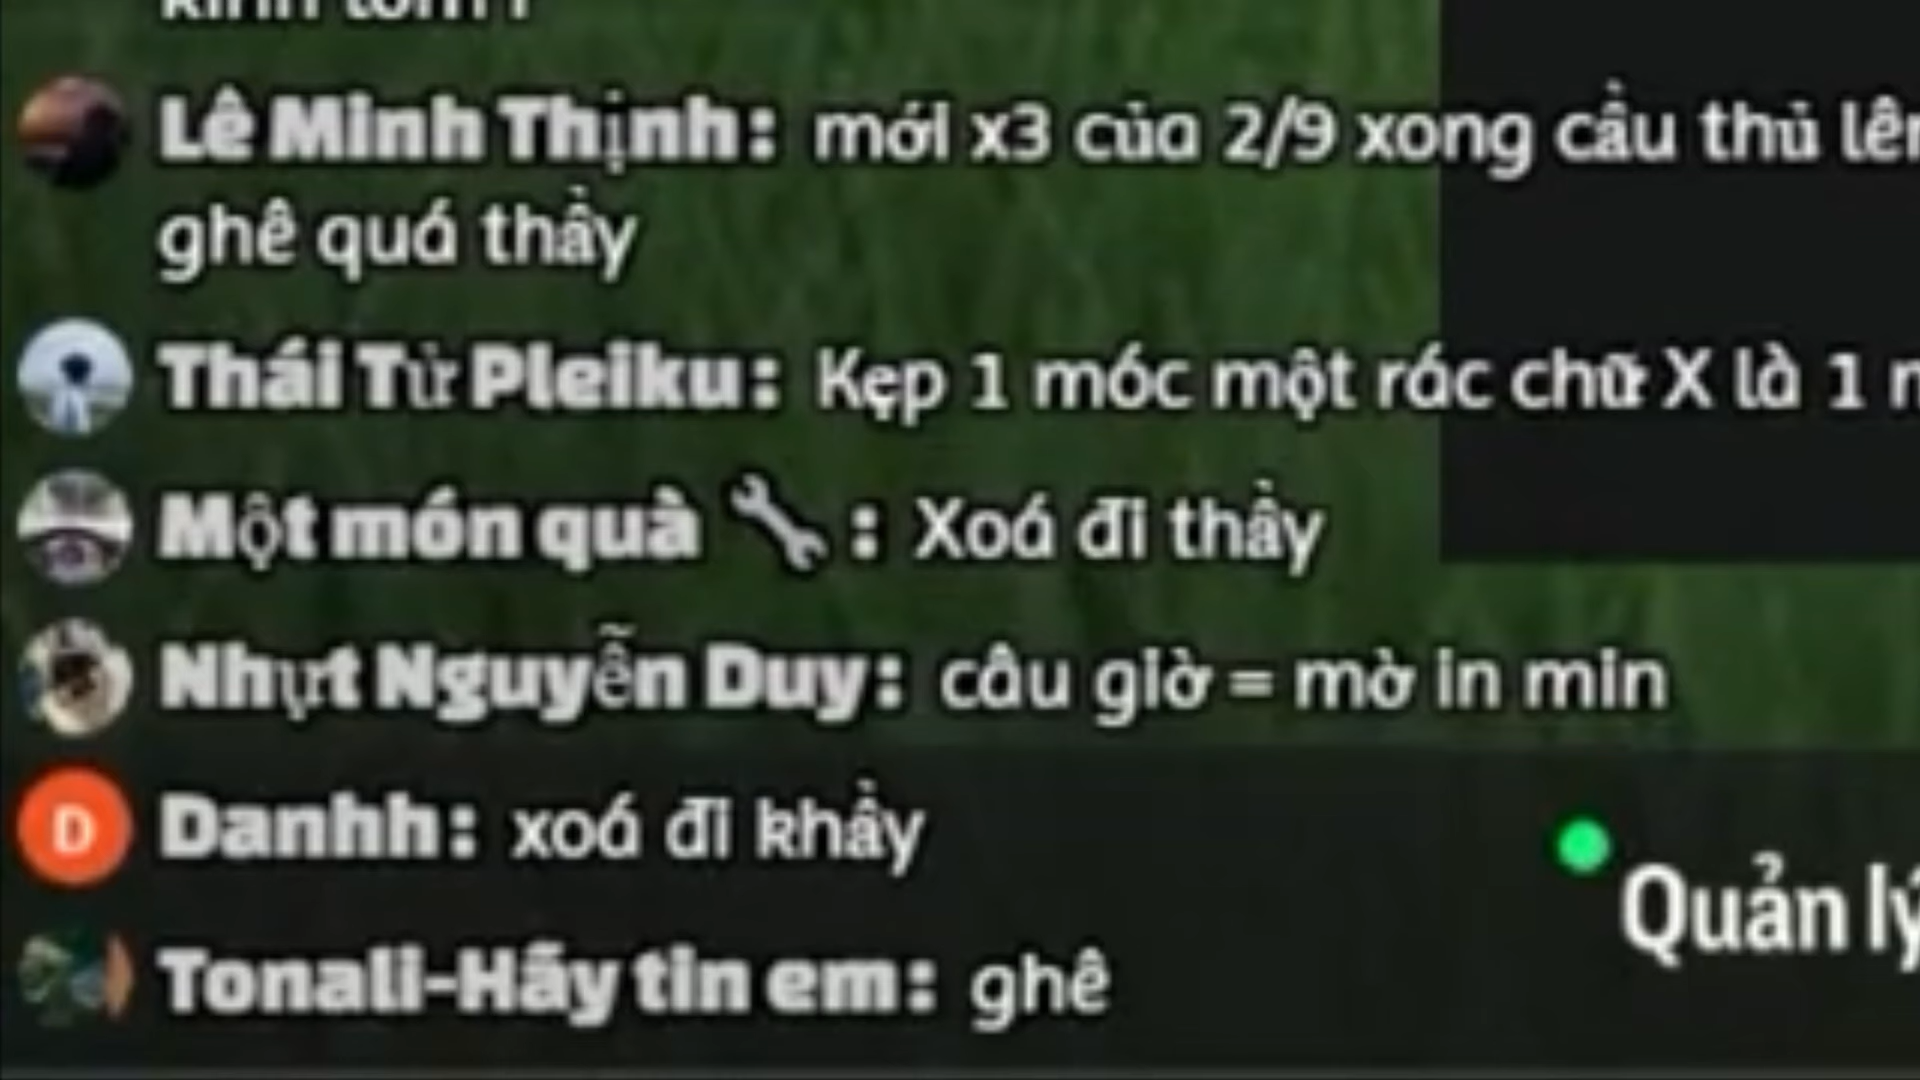 Lê Minh Thịnh: mới x3 của 2/9 xong cầu thủ lên
ghê quá thầy
Thái Tử Pleiku: Kẹp 1 móc một rác chữ X là 1
Một món quà 🔧: Xoá đi thầy
Nhựt Nguyễn Duy: câu giờ = mờ in min
Danhh: xoá đi khầy
Quản lý
Tonali-Hãy tin em: ghê